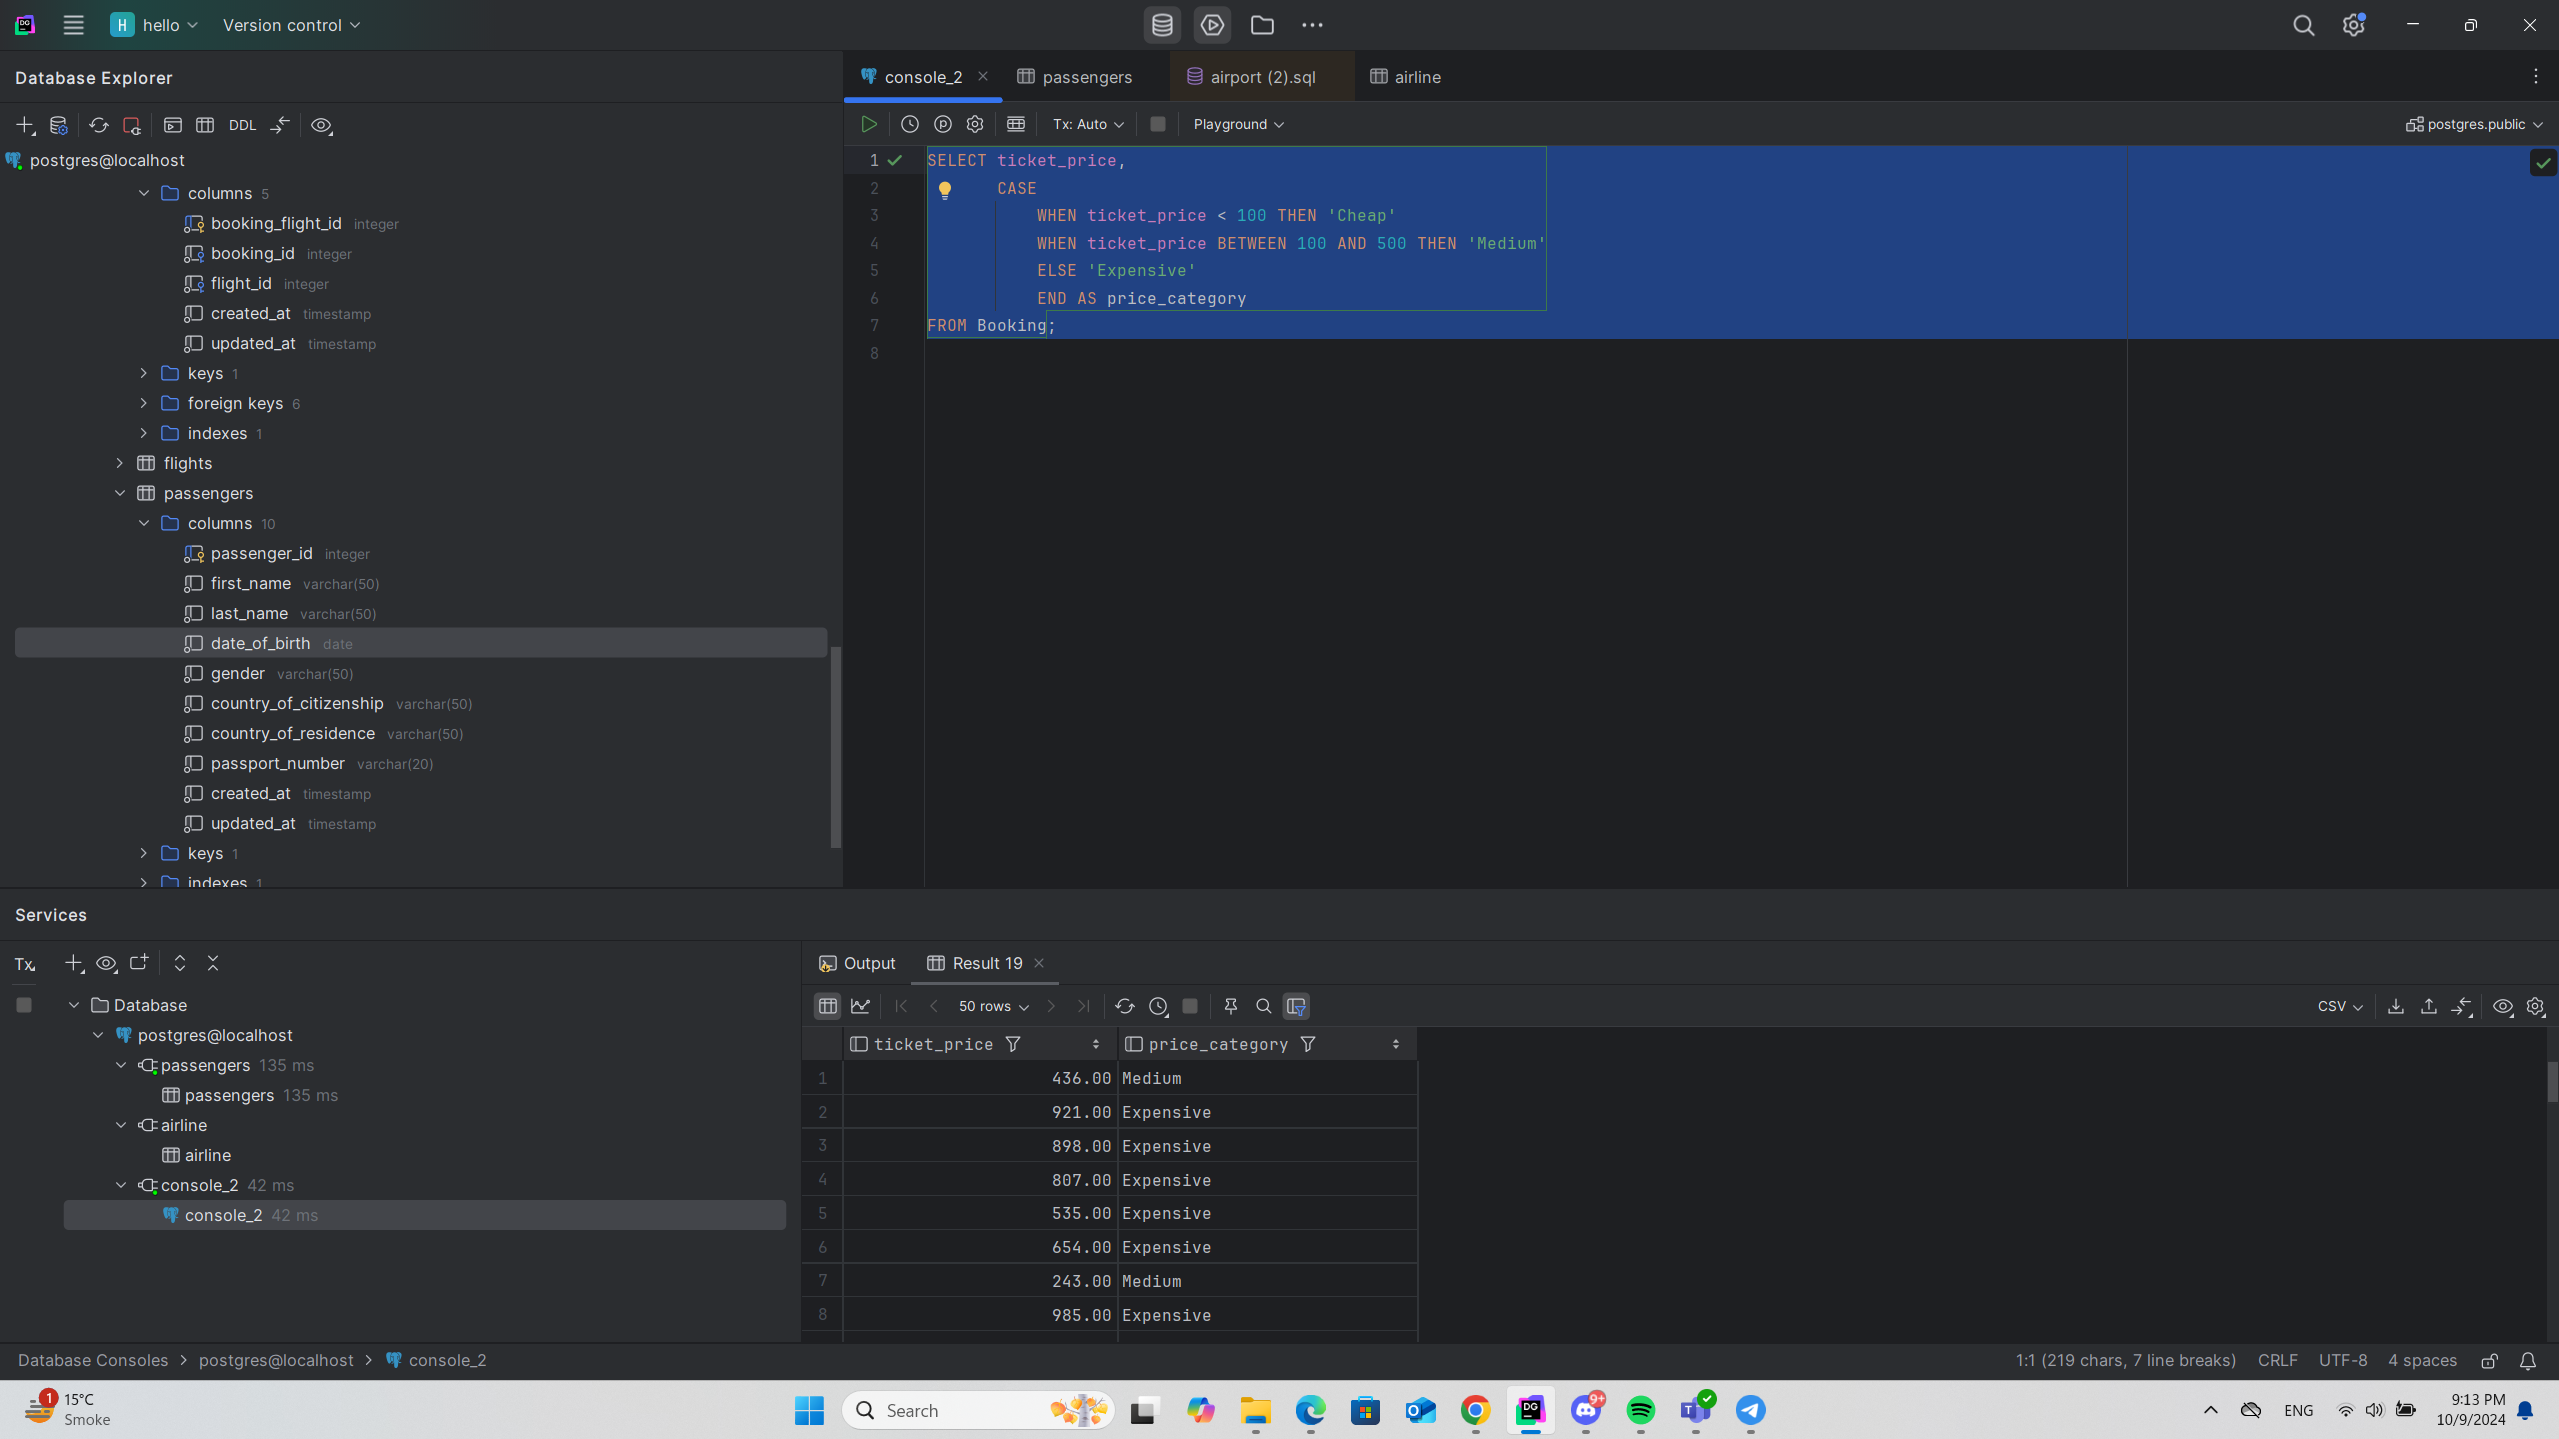 H hello Version control
Database Explorer
DDL
postgres@localhost
columns 5
booking_flight_id integer
booking_id integer
flight_id integer
created_at timestamp
updated_at timestamp
keys 1
foreign keys 6
indexes 1
flights
passengers
columns 10
passenger_id integer
first_name varchar(50)
last_name varchar(50)
date_of_birth date
gender varchar(50)
country_of_citizenship varchar(50)
country_of_residence varchar(50)
passport_number varchar(20)
created_at timestamp
updated_at timestamp
keys 1
indexes 1
console_2 passengers airport (2).sql airline
Tx: Auto Playground postgres.public
1 SELECT ticket_price,
2 CASE
3 WHEN ticket_price < 100 THEN 'Cheap'
4 WHEN ticket_price BETWEEN 100 AND 500 THEN 'Medium'
5 ELSE 'Expensive'
6 END AS price_category
7 FROM Booking;
8
Services
Tx
Database
postgres@localhost
passengers 135 ms
passengers 135 ms
airline
airline
console_2 42 ms
console_2 42 ms
Output Result 19
50 rows CSV
ticket_price price_category
1 436.00 Medium
2 921.00 Expensive
3 898.00 Expensive
4 807.00 Expensive
5 535.00 Expensive
6 654.00 Expensive
7 243.00 Medium
8 985.00 Expensive
Database Consoles > postgres@localhost > console_2
1:1 (219 chars, 7 line breaks) CRLF UTF-8 4 spaces
1 15°C
Smoke
Search
DG
9+
ENG
9:13 PM
10/9/2024